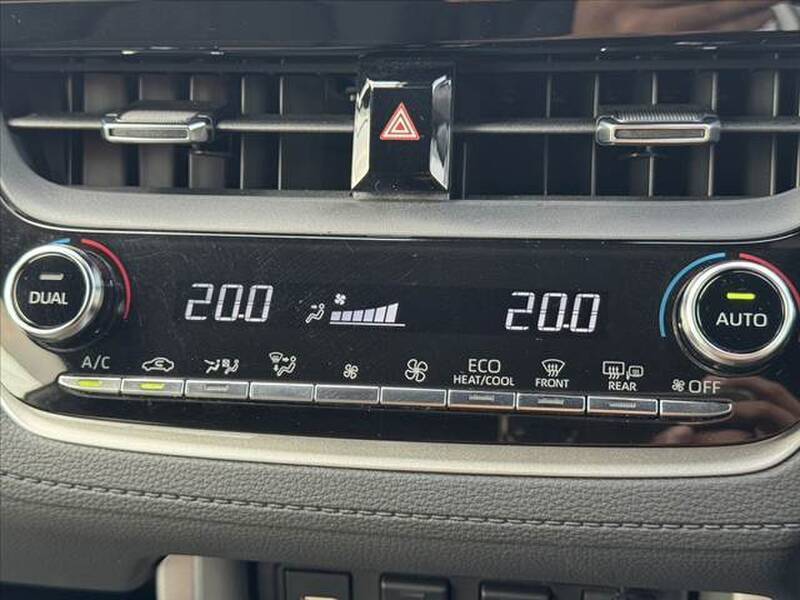 20.0 20.0
DUAL AUTO
A/C ECO HEAT/COOL FRONT REAR OFF